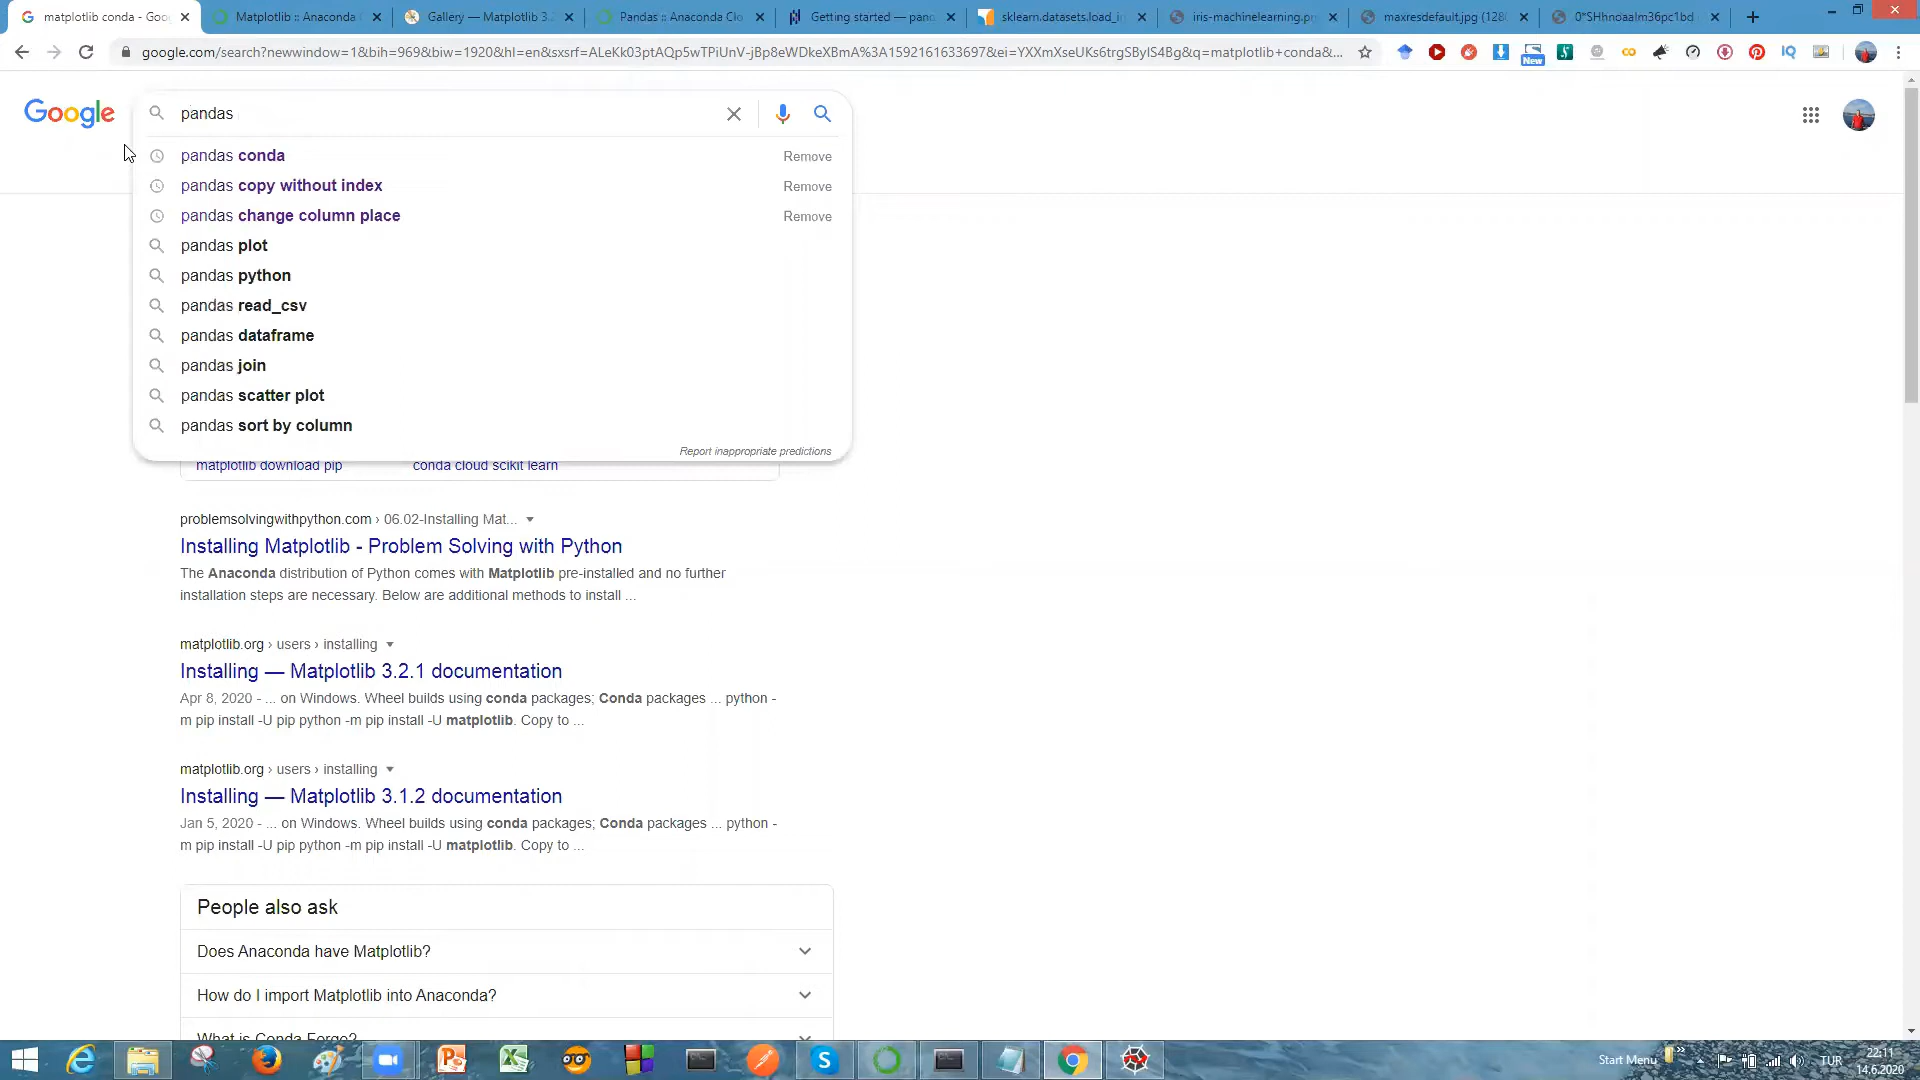 matplotlib conda - Goo
Matplotlib :: Anaconda
Gallery — Matplotlib 3.
Pandas :: Anaconda Clo
Getting started — pan
sklearn.datasets.load_i
iris-machinelearning.p
maxresdefault.jpg (128
0*SHhnoaaIm36pc1bd
google.com/search?newwindow=1&bih=969&biw=1920&hl=en&sxsrf=ALeKk03ptAQp5wTPiUnV-jBp8eWDkeXBmA%3A1592161633697&ei=YXXmXseUKs6trgSByIS4Bg&q=matplotlib+conda&...
New
IQ
Google
pandas
pandas conda
Remove
pandas copy without index
Remove
pandas change column place
Remove
pandas plot
pandas python
pandas read_csv
pandas dataframe
pandas join
pandas scatter plot
pandas sort by column
Report inappropriate predictions
matplotlib download pip
conda cloud scikit learn
problemsolvingwithpython.com › 06.02-Installing Mat...
Installing Matplotlib - Problem Solving with Python
The Anaconda distribution of Python comes with Matplotlib pre-installed and no further
installation steps are necessary. Below are additional methods to install ...
matplotlib.org › users › installing
Installing — Matplotlib 3.2.1 documentation
Apr 8, 2020 - ... on Windows. Wheel builds using conda packages; Conda packages ... python -
m pip install -U pip python -m pip install -U matplotlib. Copy to ...
matplotlib.org › users › installing
Installing — Matplotlib 3.1.2 documentation
Jan 5, 2020 - ... on Windows. Wheel builds using conda packages; Conda packages ... python -
m pip install -U pip python -m pip install -U matplotlib. Copy to ...
People also ask
Does Anaconda have Matplotlib?
How do I import Matplotlib into Anaconda?
What is Conda Forge?
Start Menu
TUR
22:11
14.6.2020